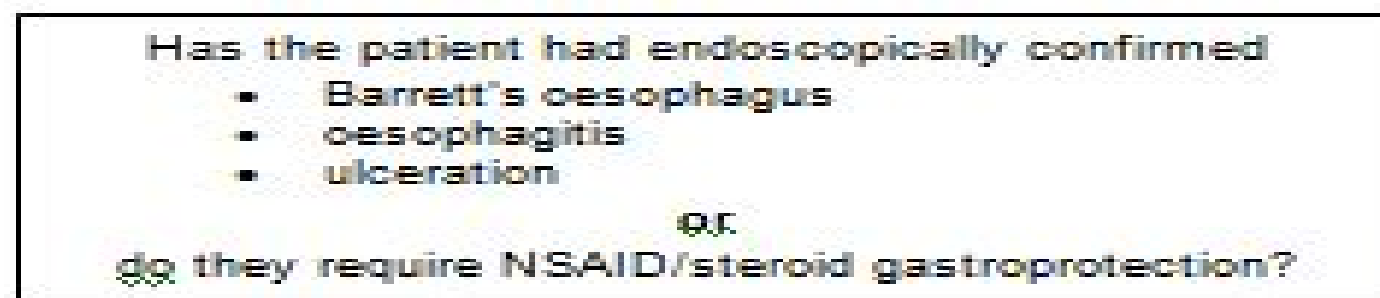 Has the patient had endoscopically confirmed
• Barrett's oesophagus
• oesophagitis
• ulceration
or
do they require NSAID/steroid gastroprotection?